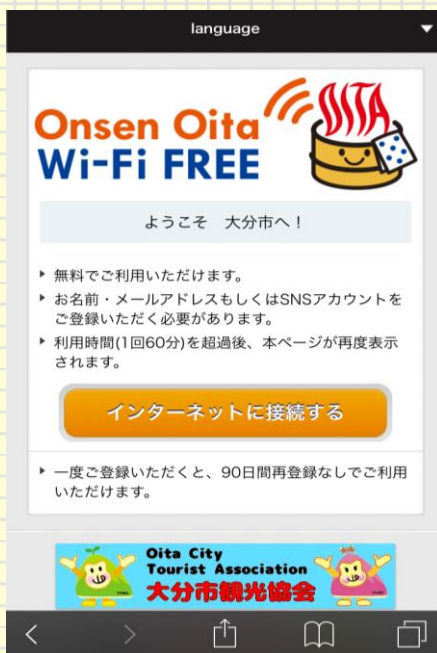 language
Onsen Oita
Wi-Fi FREE
OITA
ようこそ 大分市へ！
無料でご利用いただけます。
お名前・メールアドレスもしくはSNSアカウントを
ご登録いただく必要があります。
利用時間(1回60分)を超過後、本ページが再度表示
されます。
インターネットに接続する
一度ご登録いただくと、90日間再登録なしでご利用
いただけます。
Oita City
Tourist Association
大分市観光協会